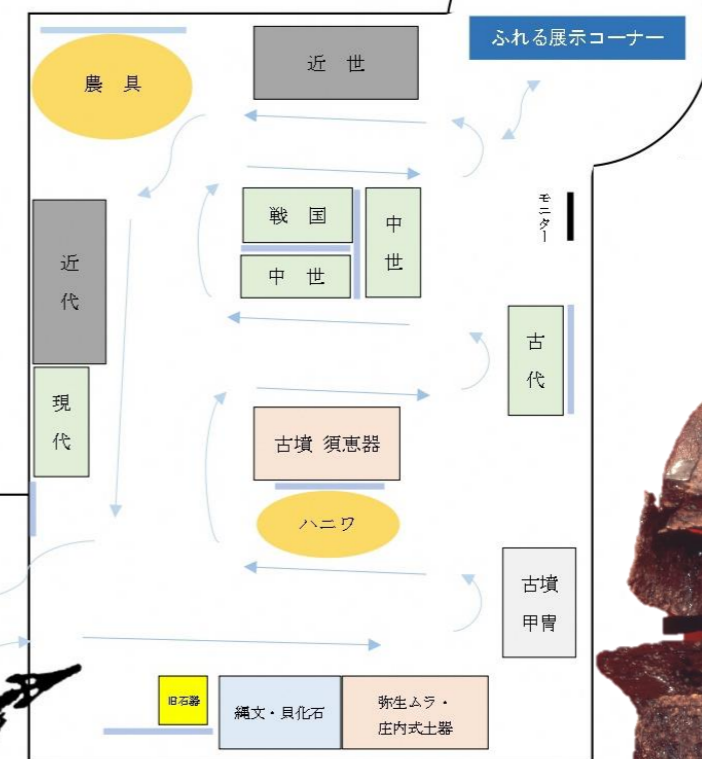 ふれる展示コーナー
農 具
近 世
モニター
戦 国
中 世
中 世
近 代
古 代
現 代
古墳 須恵器
ハニワ
古墳
甲冑
旧石器
縄文・貝化石
弥生ムラ・
庄内式土器